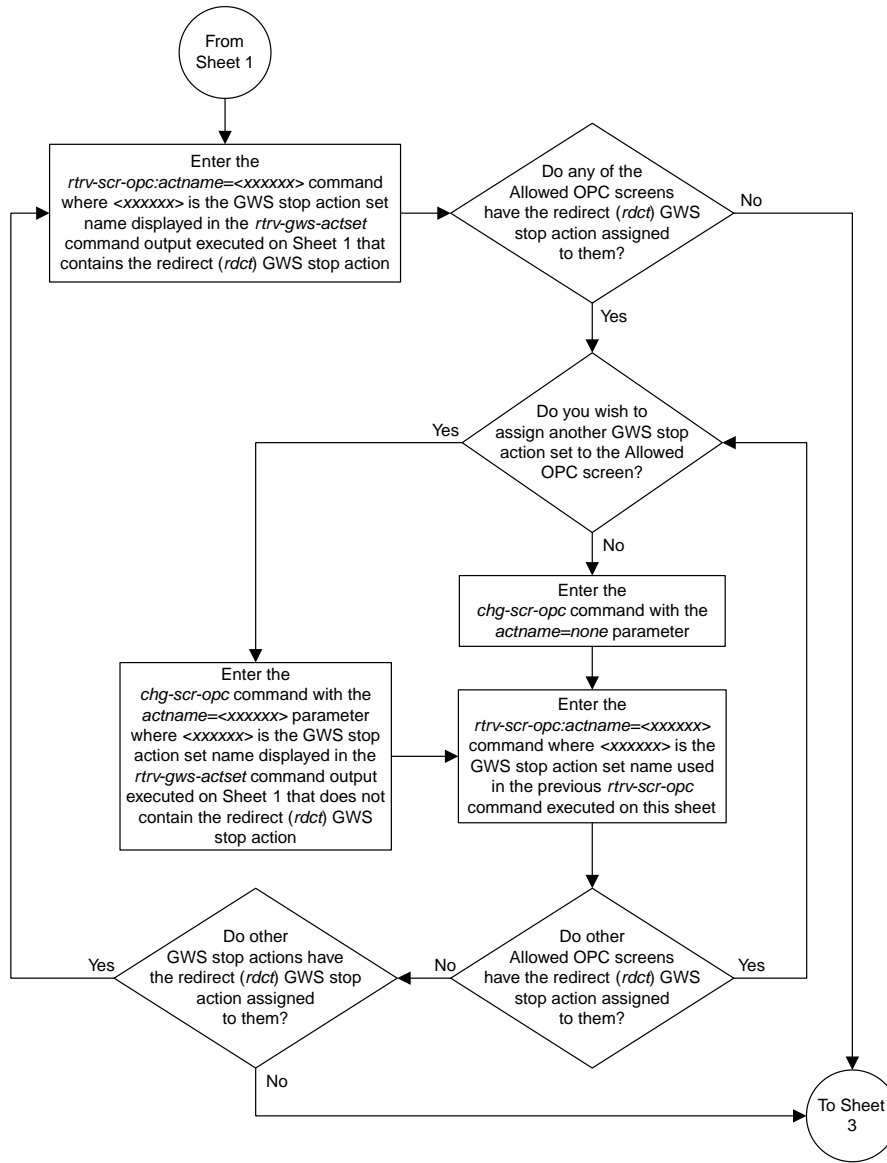 From
Sheet 1
Enter the
rtrv-scr-opc:actname=<xxxxxx> command
where <xxxxxx> is the GWS stop action set
name displayed in the rtrv-gws-actset
command output executed on Sheet 1 that
contains the redirect (rdct) GWS stop action
Do any of the
Allowed OPC screens
have the redirect (rdct) GWS
stop action assigned
to them?
No
Yes
Do you wish to
assign another GWS stop
action set to the Allowed
OPC screen?
Yes
No
Enter the
chg-scr-opc command with the
actname=none parameter
Enter the
chg-scr-opc command with the
actname=<xxxxxx> parameter
where <xxxxxx> is the GWS stop
action set name displayed in the
rtrv-gws-actset command output
executed on Sheet 1 that does not
contain the redirect (rdct) GWS
stop action
Enter the
rtrv-scr-opc:actname=<xxxxxx>
command where <xxxxxx> is the
GWS stop action set name used
in the previous rtrv-scr-opc
command executed on this sheet
Do other
Allowed OPC screens
have the redirect (rdct) GWS
stop action assigned
to them?
Yes
No
Do other
GWS stop actions have
the redirect (rdct) GWS stop
action assigned
to them?
Yes
No
To Sheet
3